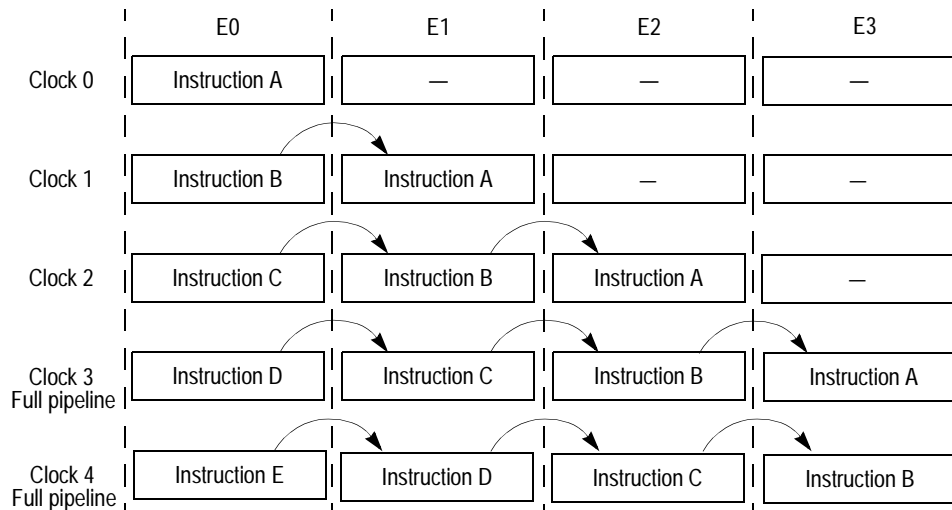 E0 E1 E2 E3
Clock 0 Instruction A — — —
Clock 1 Instruction B Instruction A — —
Clock 2 Instruction C Instruction B Instruction A —
Clock 3 Instruction D Instruction C Instruction B Instruction A
Full pipeline
Clock 4 Instruction E Instruction D Instruction C Instruction B
Full pipeline